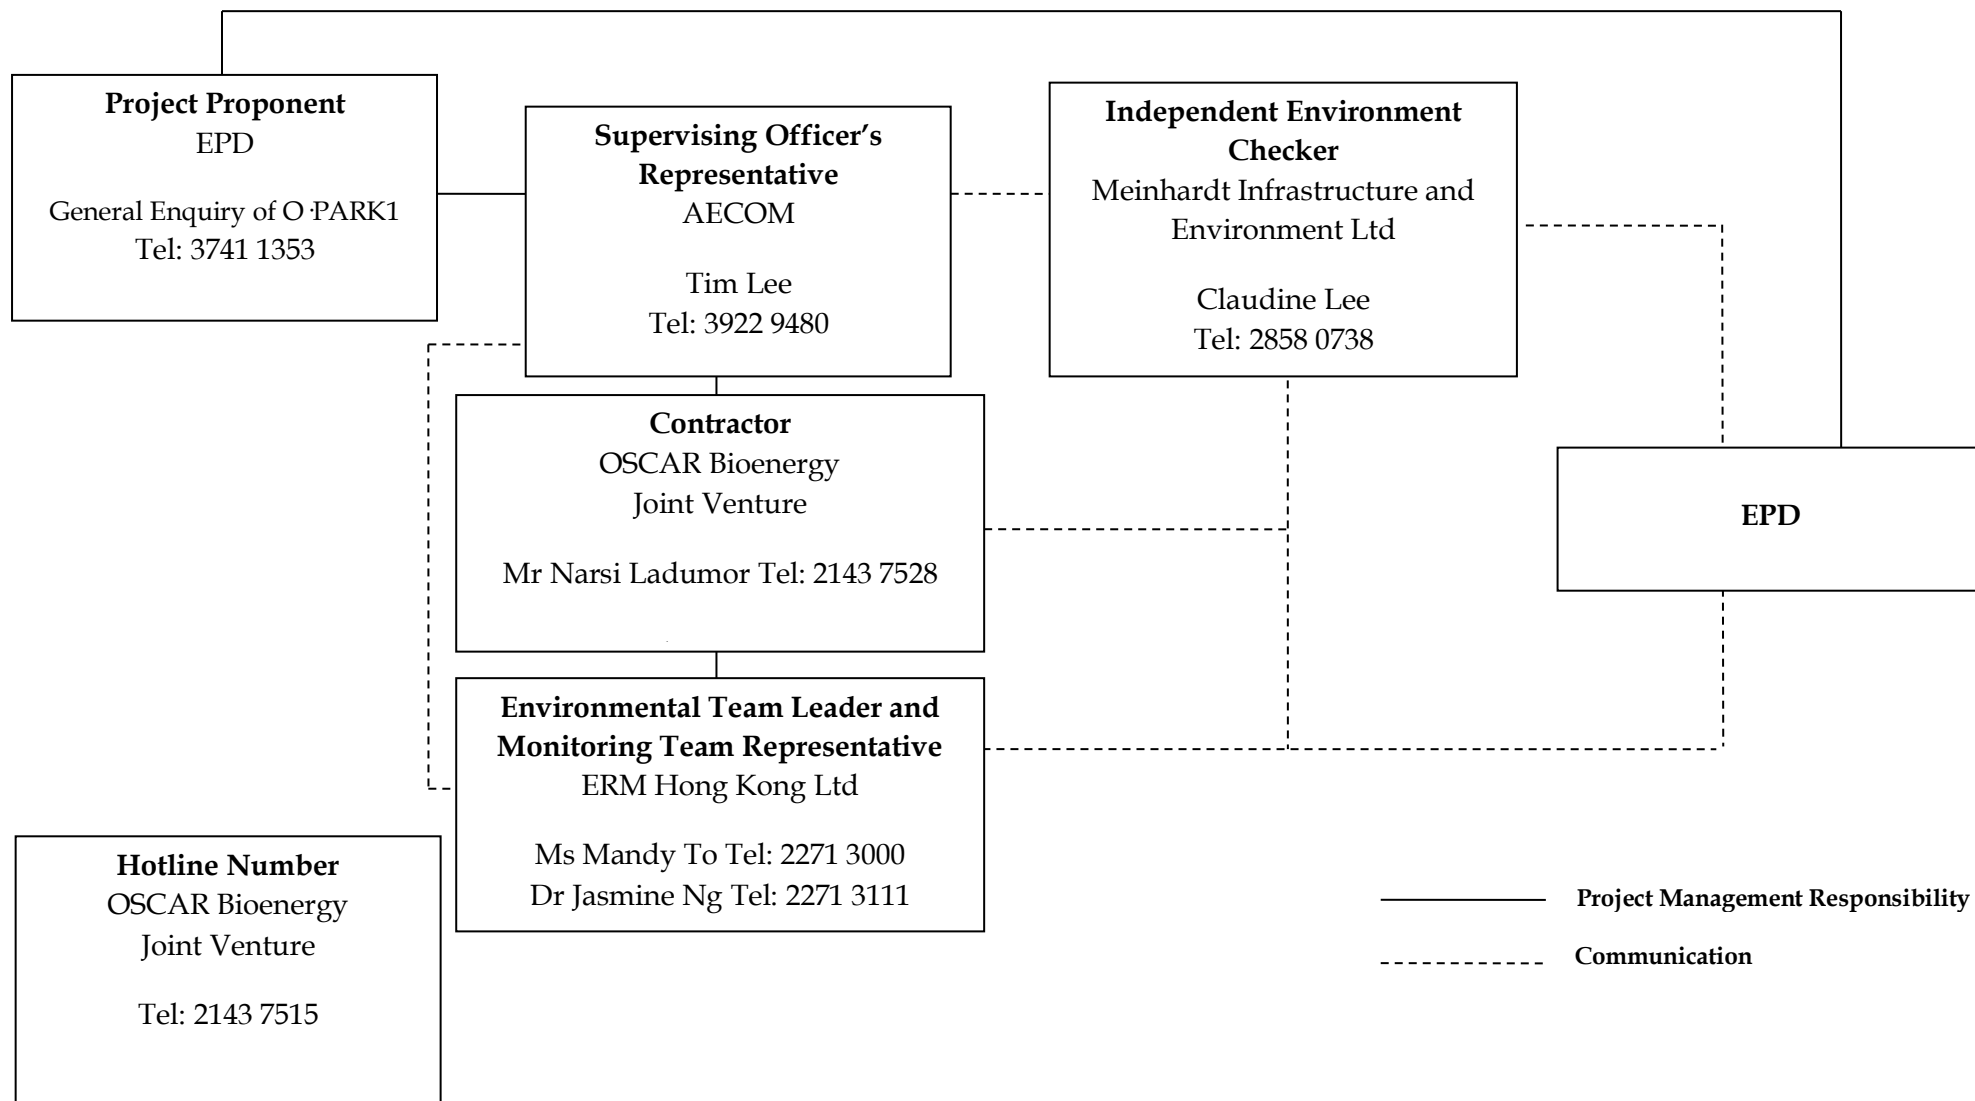 Project Proponent
EPD
General Enquiry of O·PARK1
Tel: 3741 1353
Supervising Officer’s
Representative
AECOM
Tim Lee
Tel: 3922 9480
Independent Environment
Checker
Meinhardt Infrastructure and
Environment Ltd
Claudine Lee
Tel: 2858 0738
Contractor
OSCAR Bioenergy
Joint Venture
Mr Narsi Ladumor Tel: 2143 7528
EPD
Environmental Team Leader and
Monitoring Team Representative
ERM Hong Kong Ltd
Ms Mandy To Tel: 2271 3000
Dr Jasmine Ng Tel: 2271 3111
Hotline Number
OSCAR Bioenergy
Joint Venture
Tel: 2143 7515
Project Management Responsibility
Communication